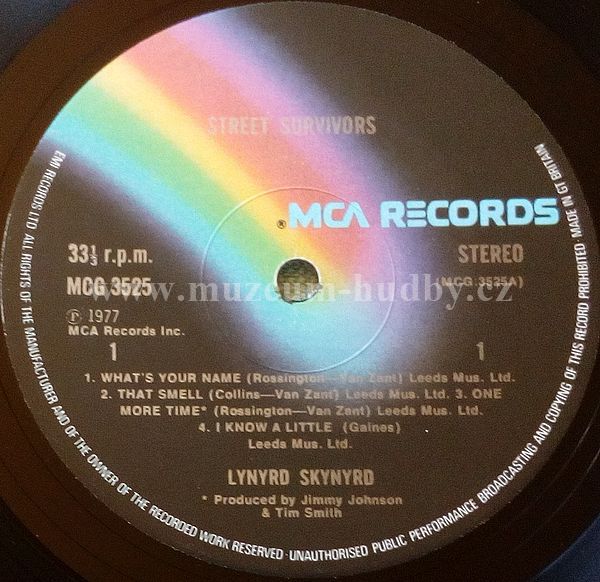 STREET SURVIVORS
® MCA RECORDS
33⅓ r.p.m.
STEREO
MCG 3525
(MCG 3525A)
www.muzeum-hudby.cz
℗ 1977
MCA Records Inc.
1
1
1. WHAT'S YOUR NAME (Rossington—Van Zant) Leeds Mus. Ltd.
2. THAT SMELL (Collins—Van Zant) Leeds Mus. Ltd. 3. ONE
MORE TIME* (Rossington—Van Zant) Leeds Mus. Ltd.
4. I KNOW A LITTLE (Gaines)
Leeds Mus. Ltd.
LYNYRD SKYNYRD
* Produced by Jimmy Johnson
& Tim Smith
EMI RECORDS LTD ALL RIGHTS OF THE MANUFACTURER AND OF THE OWNER OF THE RECORDED WORK RESERVED · UNAUTHORISED PUBLIC PERFORMANCE BROADCASTING AND COPYING OF THIS RECORD PROHIBITED · MADE IN GT BRITAIN